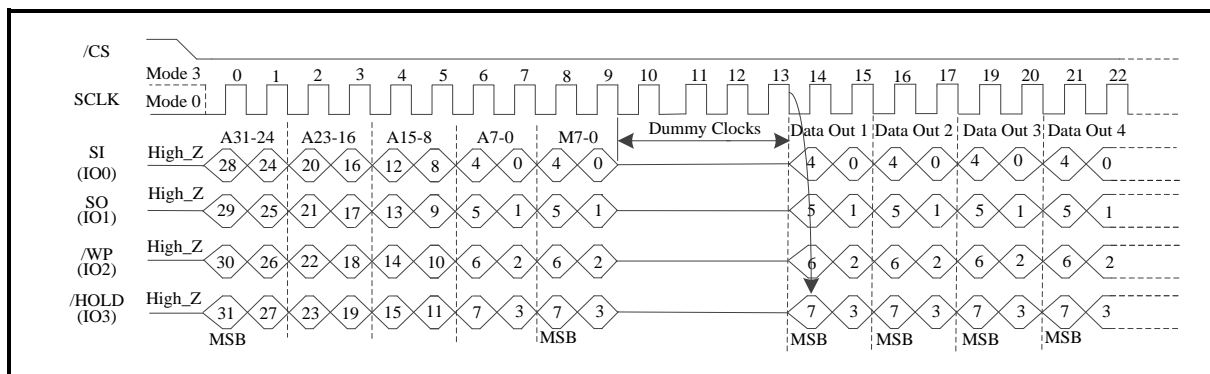 /CS
Mode 3 0 1 2 3 4 5 6 7 8 9 10 11 12 13 14 15 16 17 19 20 21 22
SCLK Mode 0
A31-24 A23-16 A15-8 A7-0 M7-0 Dummy Clocks Data Out 1 Data Out 2 Data Out 3 Data Out 4
SI (IO0) High_Z 28 24 20 16 12 8 4 0 4 0 4 0 4 0 4 0 4 0
SO (IO1) High_Z 29 25 21 17 13 9 5 1 5 1 5 1 5 1 5 1 5 1
/WP (IO2) High_Z 30 26 22 18 14 10 6 2 6 2 6 2 6 2 6 2 6 2
/HOLD (IO3) High_Z 31 27 23 19 15 11 7 3 7 3 7 3 7 3 7 3 7 3
MSB MSB MSB MSB MSB MSB